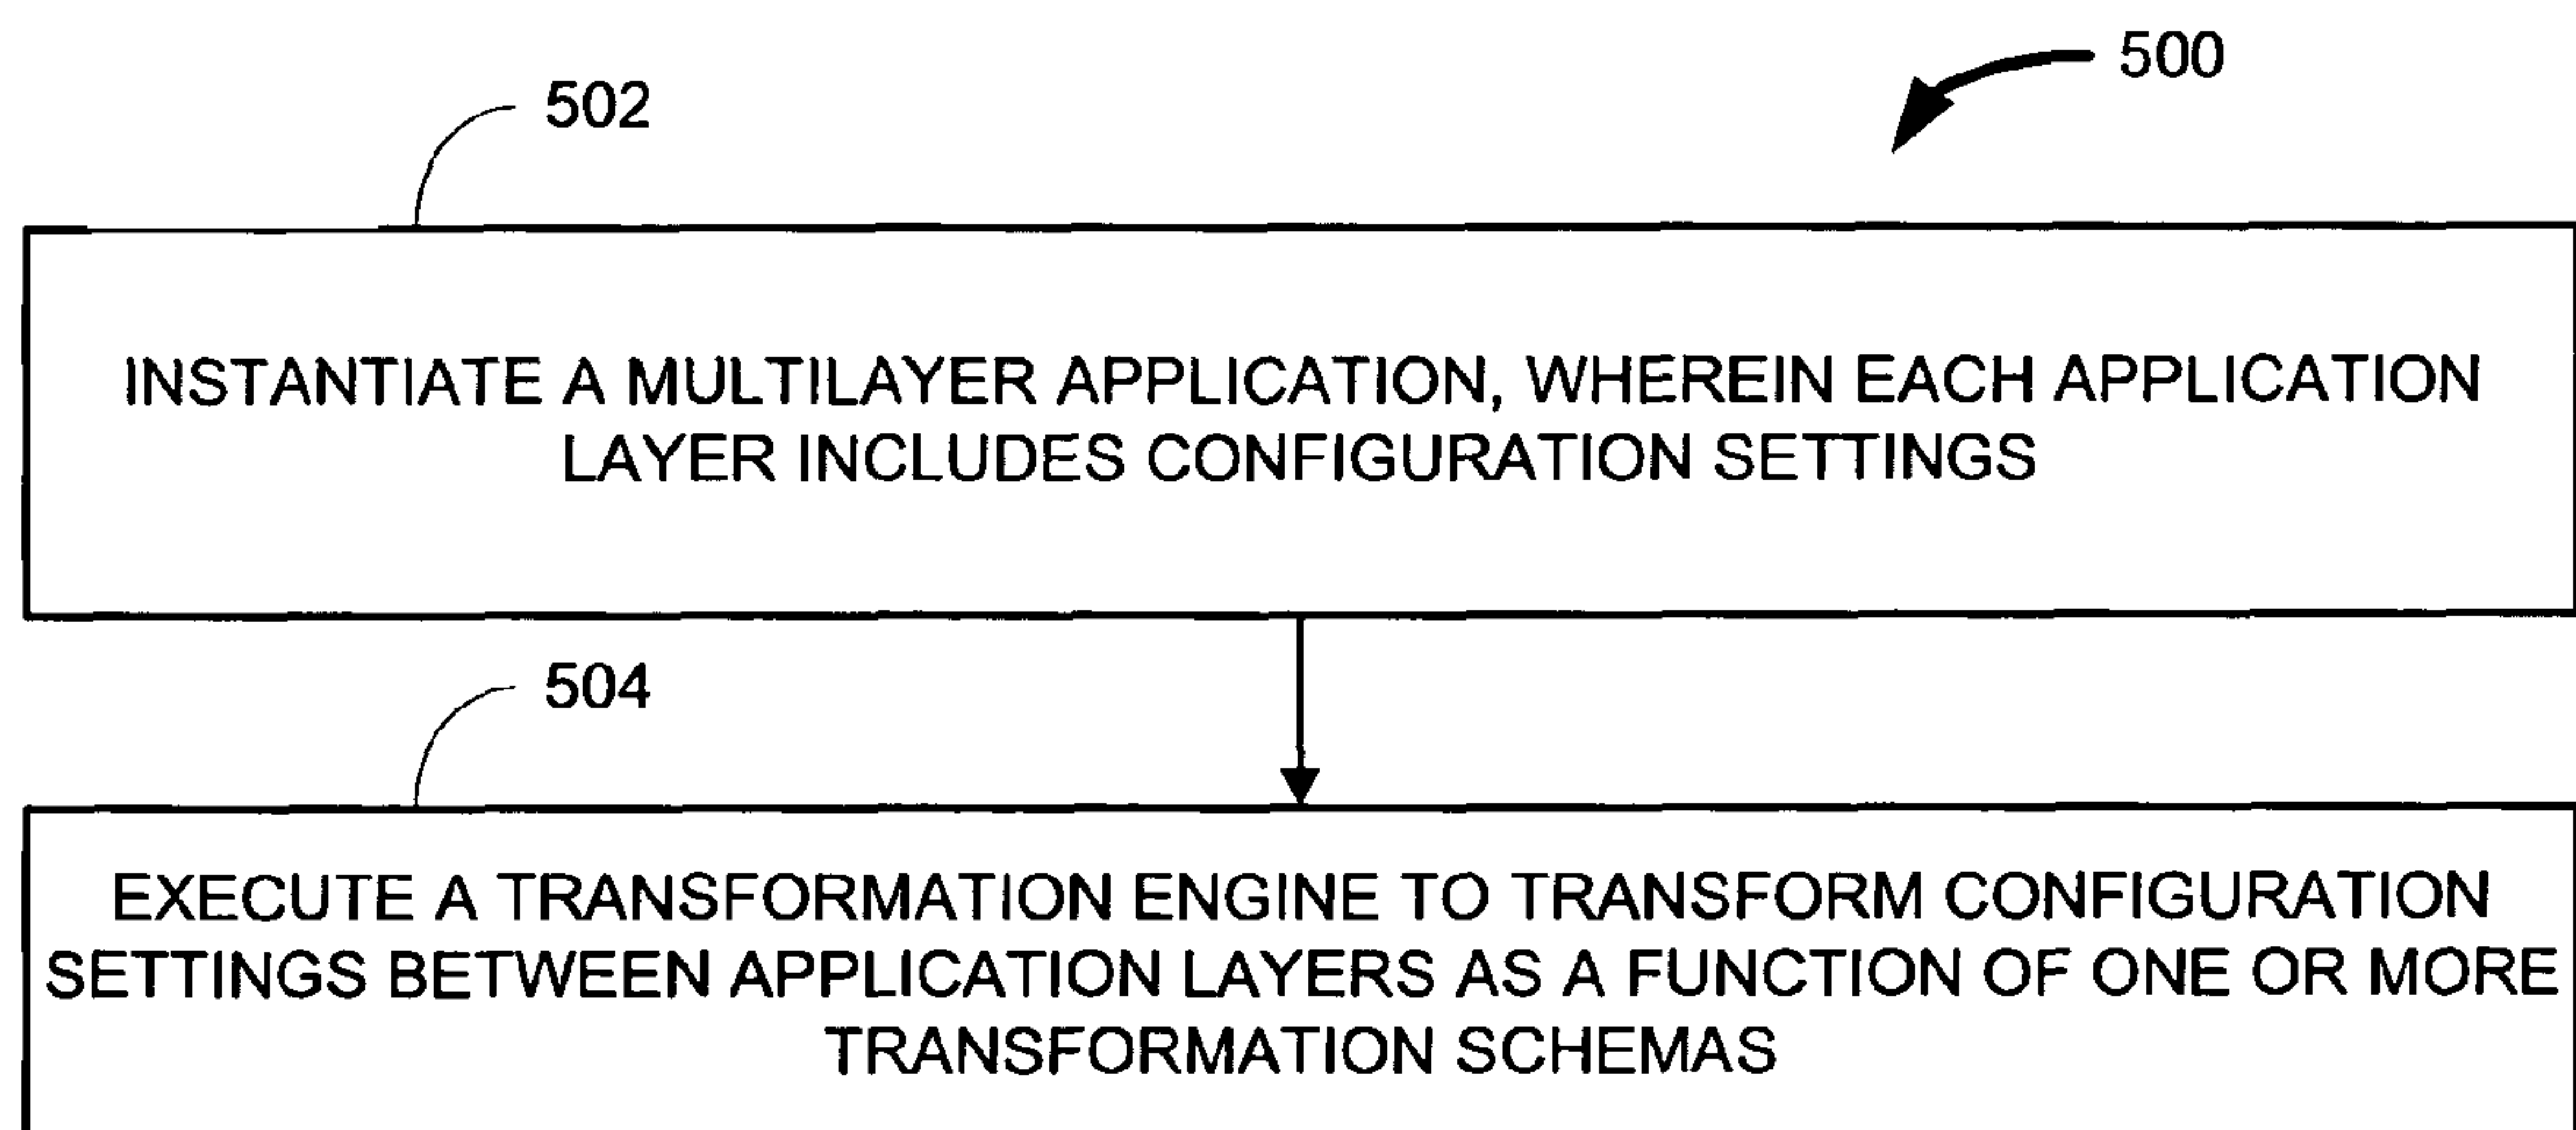 500
502
INSTANTIATE A MULTILAYER APPLICATION, WHEREIN EACH APPLICATION
LAYER INCLUDES CONFIGURATION SETTINGS
504
EXECUTE A TRANSFORMATION ENGINE TO TRANSFORM CONFIGURATION
SETTINGS BETWEEN APPLICATION LAYERS AS A FUNCTION OF ONE OR MORE
TRANSFORMATION SCHEMAS